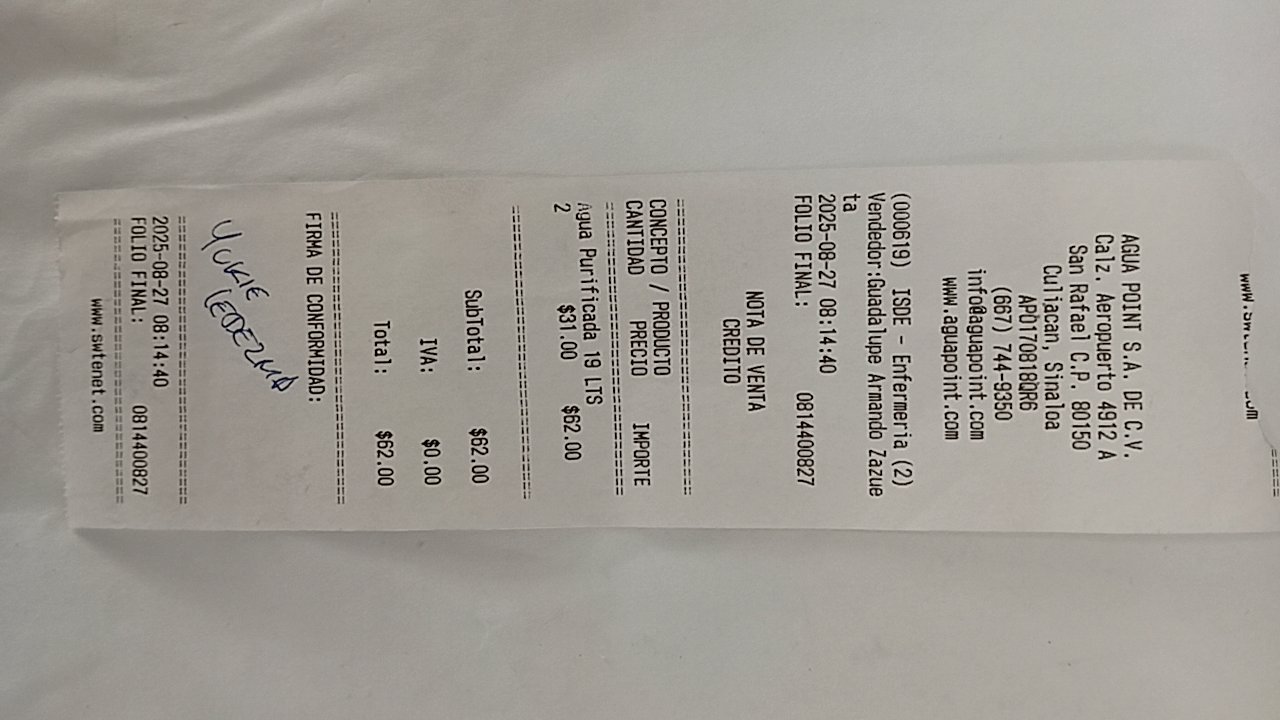 AGUA POINT S.A. DE C.V.
Calz. Aeropuerto 4912 A
San Rafael C.P. 80150
Culiacan, Sinaloa
APO170818QR6
(667) 744-9350
info@aguapoint.com
www.aguapoint.com
(000619) ISDE - Enfermeria (2)
Vendedor:Guadalupe Armando Zazue
ta
2025-08-27 08:14:40
FOLIO FINAL: 0814400827
NOTA DE VENTA
CREDITO
================================
CONCEPTO / PRODUCTO
CANTIDAD PRECIO IMPORTE
================================
Agua Purificada 19 LTS
2 $31.00 $62.00
================================
SubTotal: $62.00
IVA: $0.00
Total: $62.00
================================
FIRMA DE CONFORMIDAD:
YUKIE
LEDEZMA
================================
2025-08-27 08:14:40
FOLIO FINAL: 0814400827
================================
www.swtenet.com